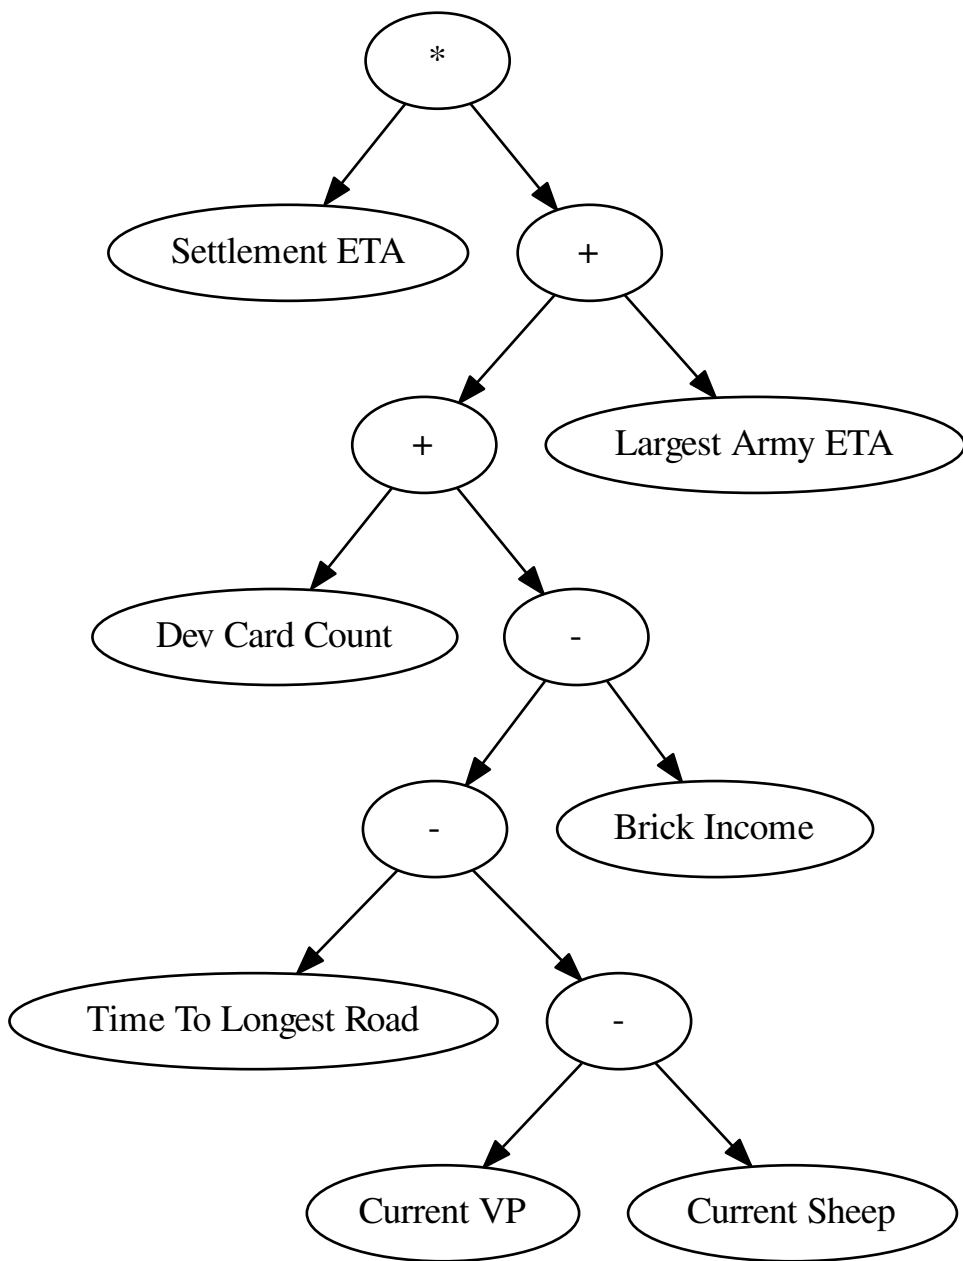 *
Settlement ETA
+
+
Largest Army ETA
Dev Card Count
-
-
Brick Income
Time To Longest Road
-
Current VP
Current Sheep